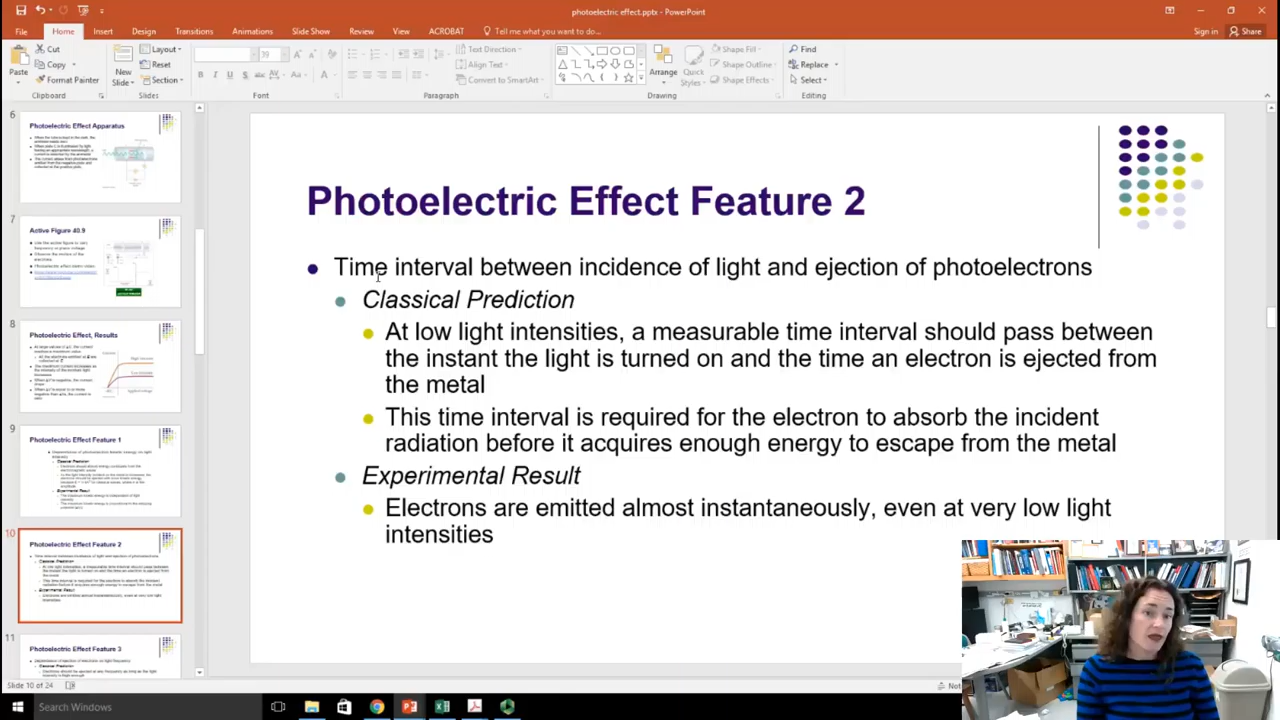 photoelectric effect.pptx - PowerPoint
File Home Insert Design Transitions Animations Slide Show Review View ACROBAT Tell me what you want to do... Sign in Share
Paste
Cut
Copy
Format Painter
Clipboard
New Slide
Layout
Reset
Section
Slides
39
Font
Text Direction
Align Text
Convert to SmartArt
Paragraph
Arrange
Quick Styles
Shape Fill
Shape Outline
Shape Effects
Drawing
Find
Replace
Select
Editing
6
Photoelectric Effect Apparatus
7
Active Figure 40.9
8
Photoelectric Effect, Results
9
Photoelectric Effect Feature 1
10
Photoelectric Effect Feature 2
11
Photoelectric Effect Feature 3
Photoelectric Effect Feature 2
Time interval between incidence of light and ejection of photoelectrons
Classical Prediction
At low light intensities, a measurable time interval should pass between
the instant the light is turned on and the time an electron is ejected from
the metal
This time interval is required for the electron to absorb the incident
radiation before it acquires enough energy to escape from the metal
Experimental Result
Electrons are emitted almost instantaneously, even at very low light
intensities
Slide 10 of 24
Search Windows